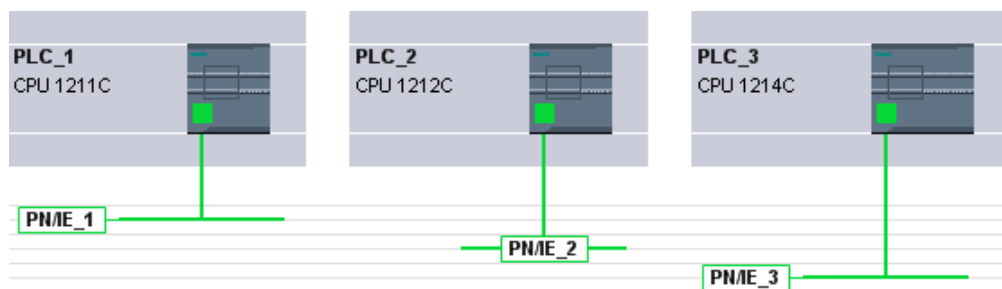 PLC_1
CPU 1211C
PLC_2
CPU 1212C
PLC_3
CPU 1214C
PN/IE_1
PN/IE_2
PN/IE_3